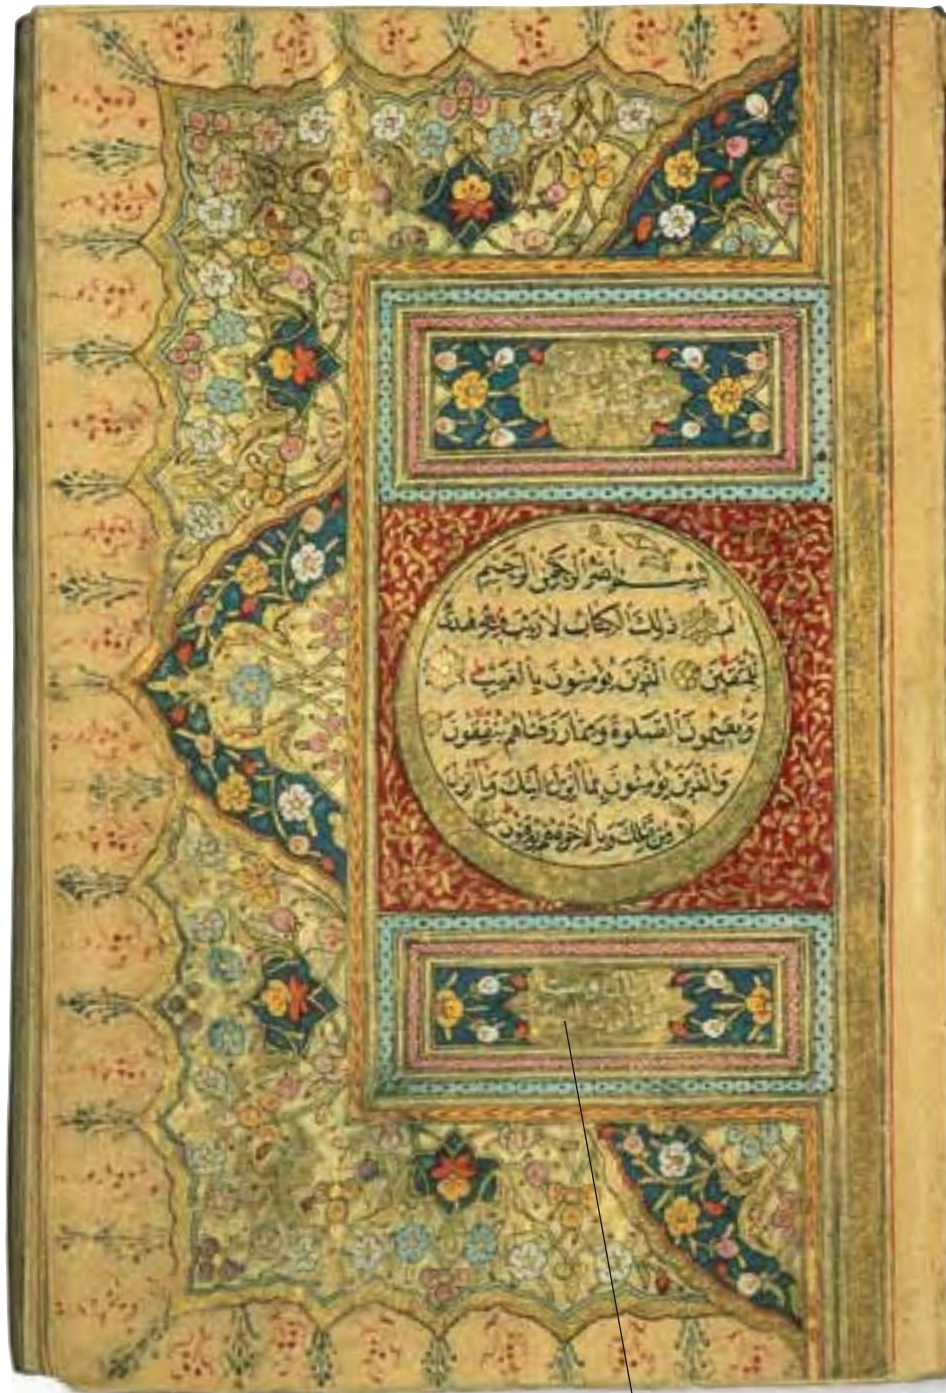 بسم الله الرحمن الرحيم
الم ذلك الكتاب لا ريب فيه هدى
للمتقين الذين يؤمنون بالغيب
ويقيمون الصلوة ومما رزقناهم ينفقون
والذين يؤمنون بما انزل اليك وما انزل
من قبلك وبالاخرة هم يوقنون